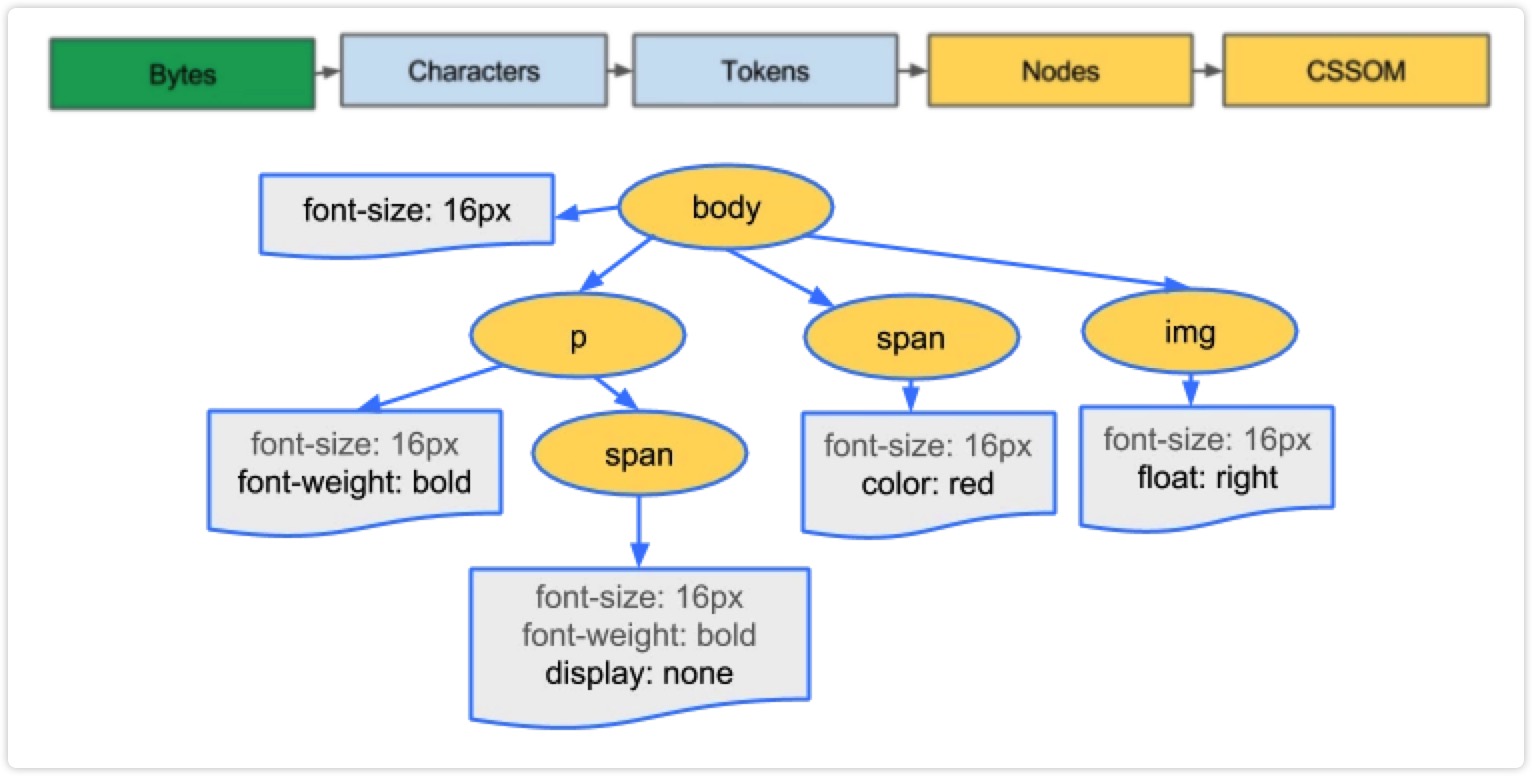 Bytes
Characters
Tokens
Nodes
CSSOM
font-size: 16px
body
p
span
img
font-size: 16px
font-weight: bold
span
font-size: 16px
color: red
font-size: 16px
float: right
font-size: 16px
font-weight: bold
display: none